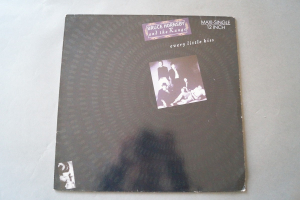 BRUCE HORNSBY
and the Range
every little kiss
MAXI-SINGLE
12 INCH